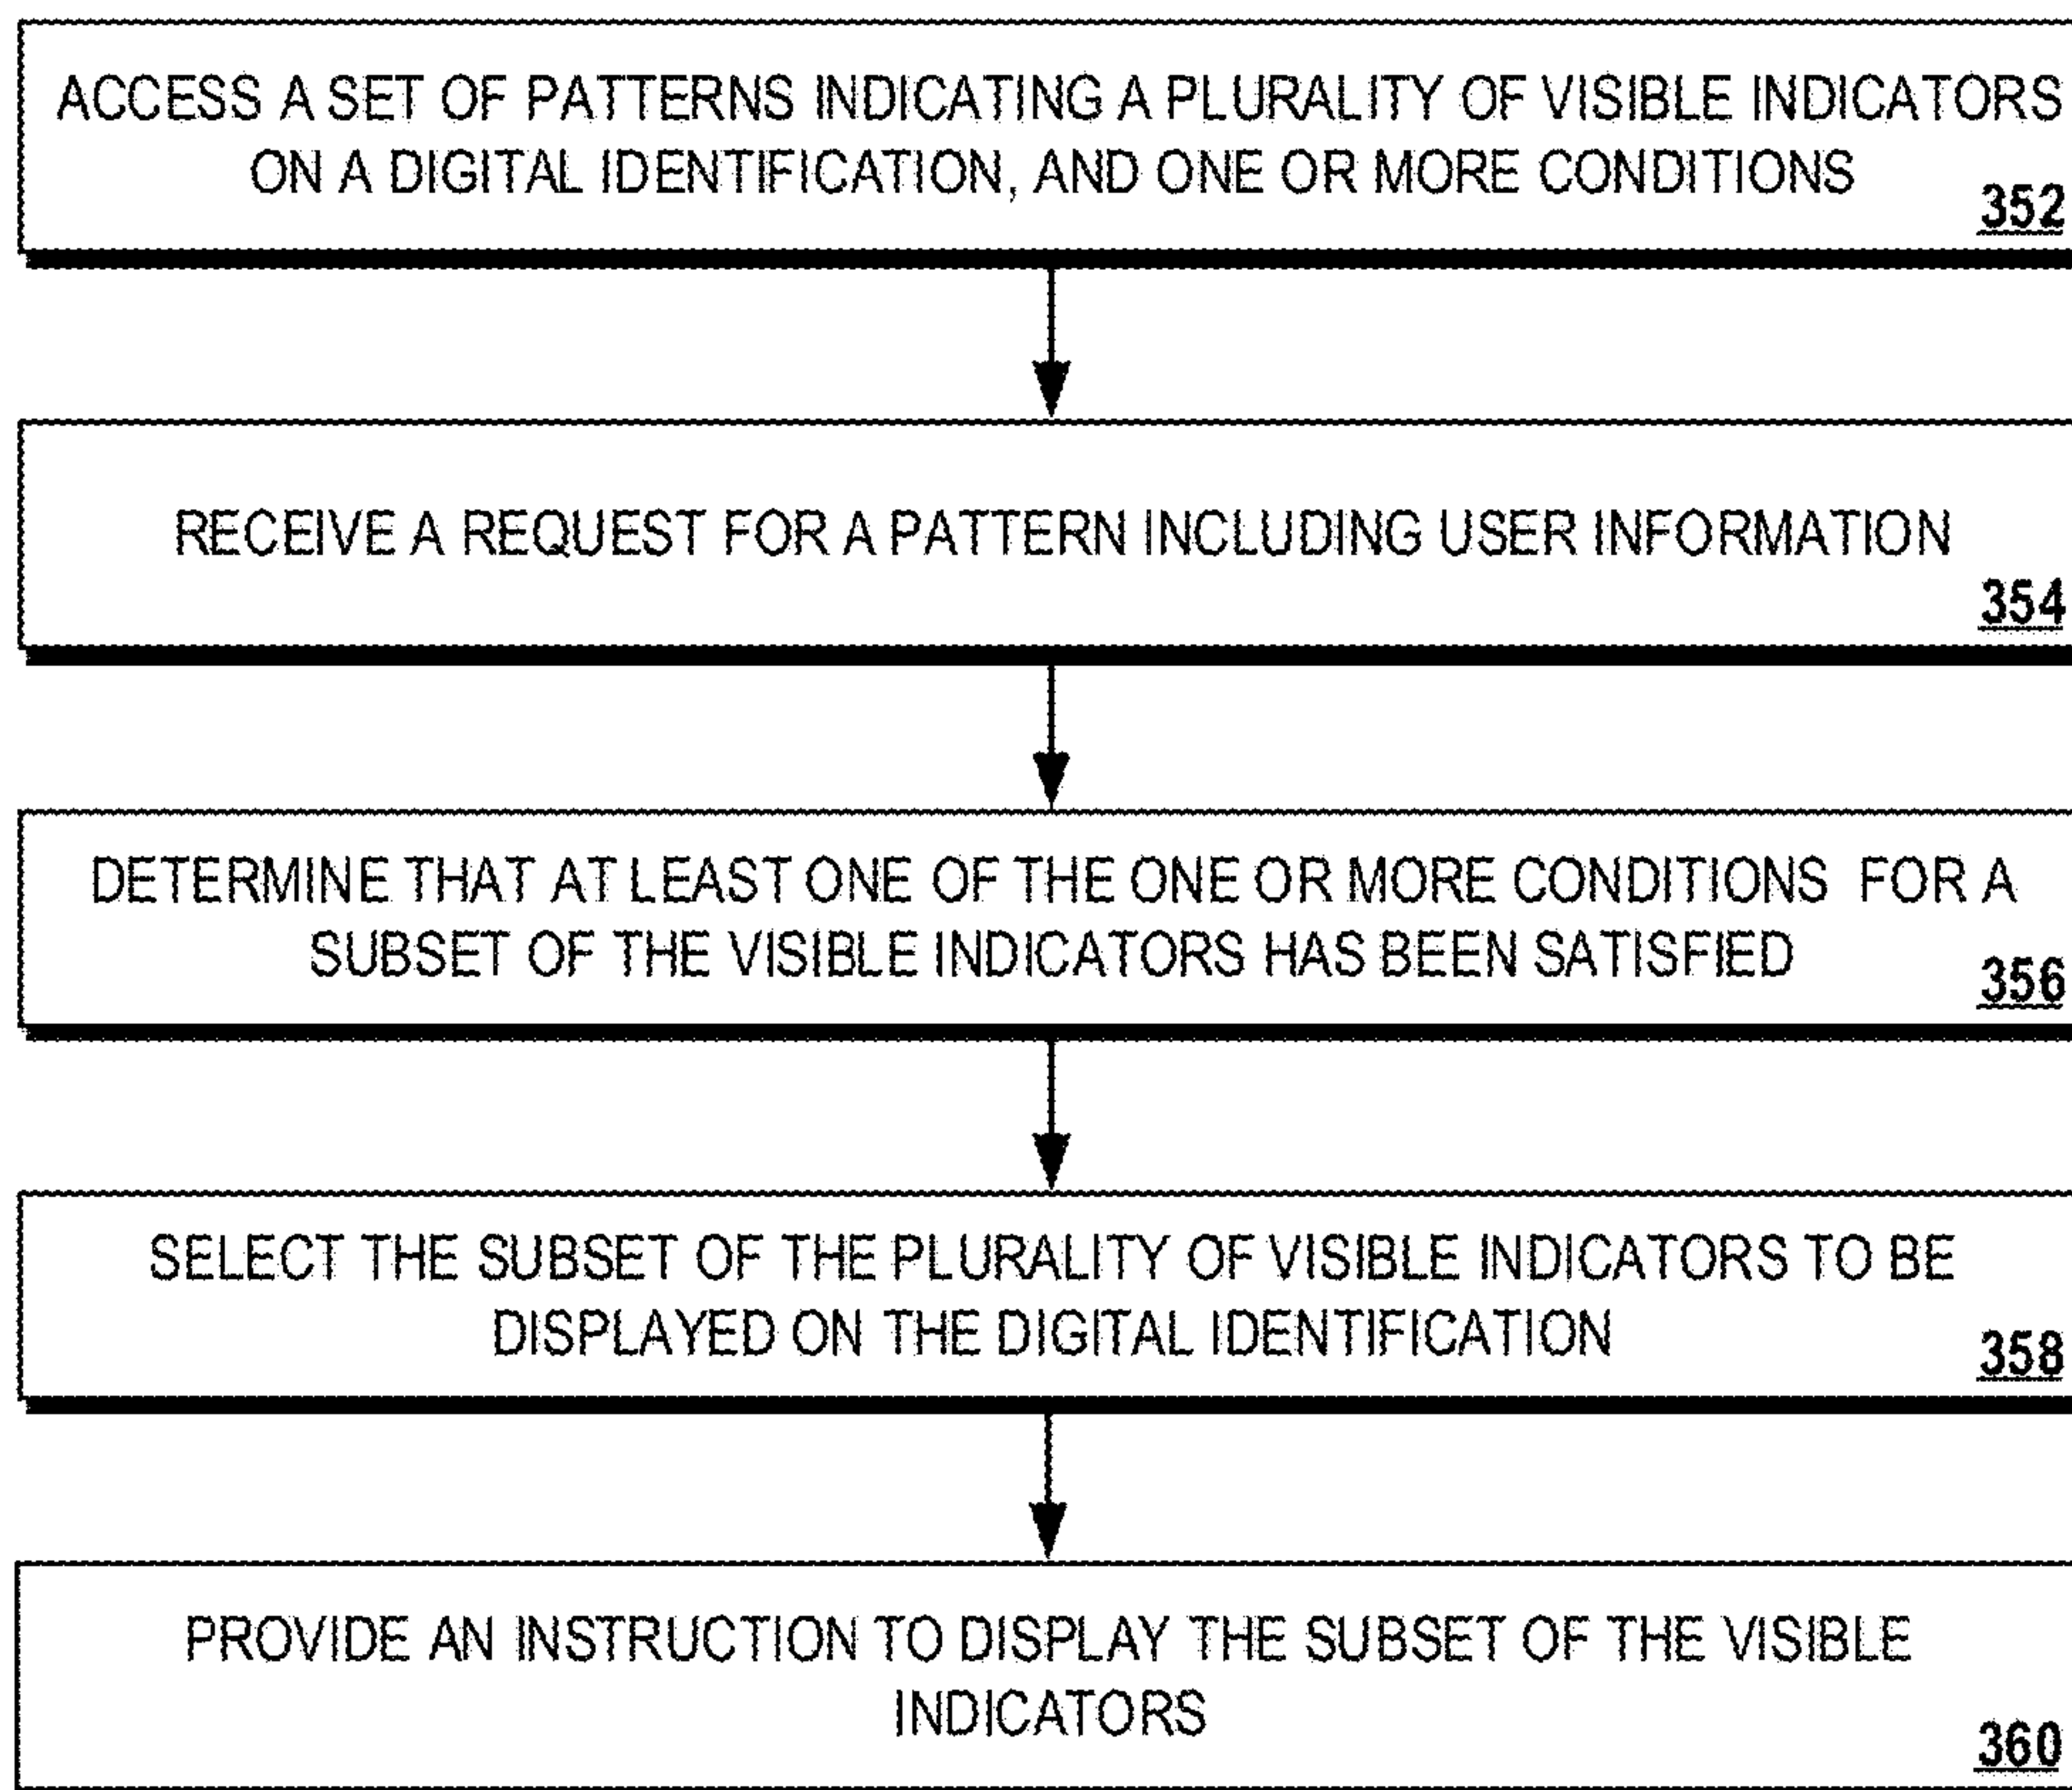 ACCESS A SET OF PATTERNS INDICATING A PLURALITY OF VISIBLE INDICATORS
ON A DIGITAL IDENTIFICATION, AND ONE OR MORE CONDITIONS
352
RECEIVE A REQUEST FOR A PATTERN INCLUDING USER INFORMATION
354
DETERMINE THAT AT LEAST ONE OF THE ONE OR MORE CONDITIONS FOR A
SUBSET OF THE VISIBLE INDICATORS HAS BEEN SATISFIED
356
SELECT THE SUBSET OF THE PLURALITY OF VISIBLE INDICATORS TO BE
DISPLAYED ON THE DIGITAL IDENTIFICATION
358
PROVIDE AN INSTRUCTION TO DISPLAY THE SUBSET OF THE VISIBLE
INDICATORS
360